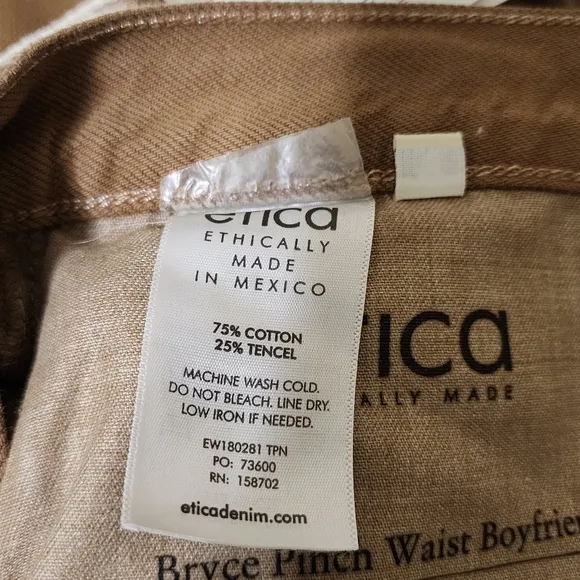 etica
ETHICALLY
MADE
IN MEXICO
75% COTTON
25% TENCEL
MACHINE WASH COLD.
DO NOT BLEACH. LINE DRY.
LOW IRON IF NEEDED.
EW180281 TPN
PO: 73600
RN: 158702
eticadenim.com
tica
ALLY MADE
Bryce Pinch Waist Boyfrie